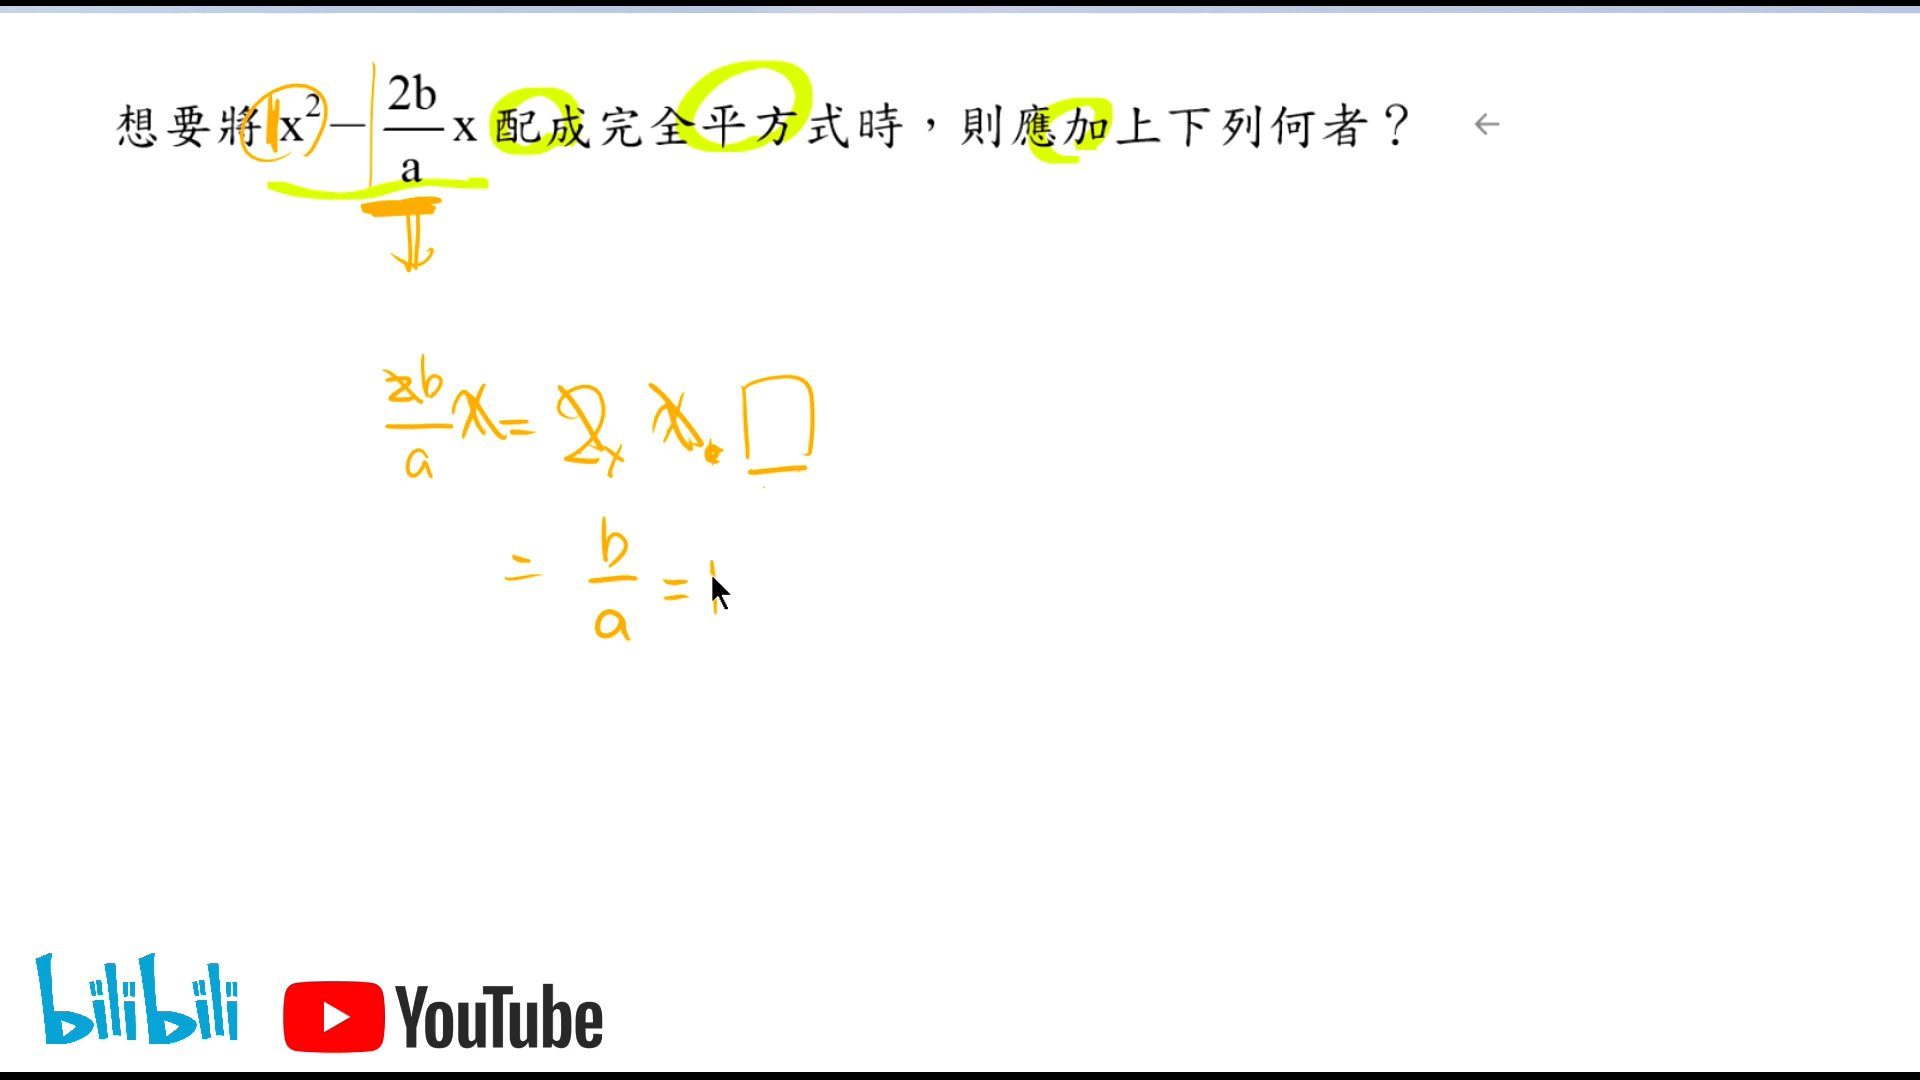 想要將1x²－2b/a x 配成完全平方式時，則應加上下列何者？ ←
2b/a x = 2 x · □
= b/a =
bilibili YouTube